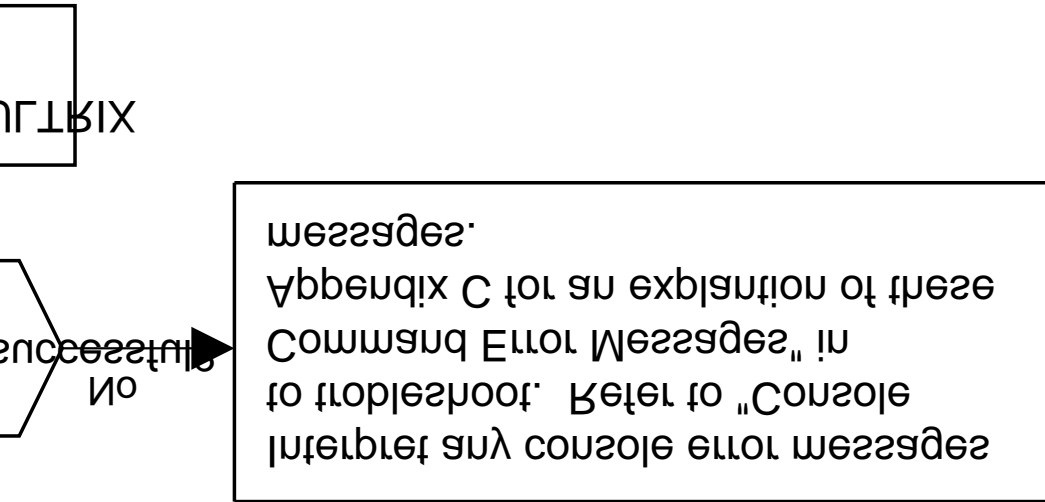 Interpret any console error messages
to trobleshoot. Refer to "Console
Command Error Messages" in
Appendix C for an explantion of these
messages.
No
successful?
ULTRIX